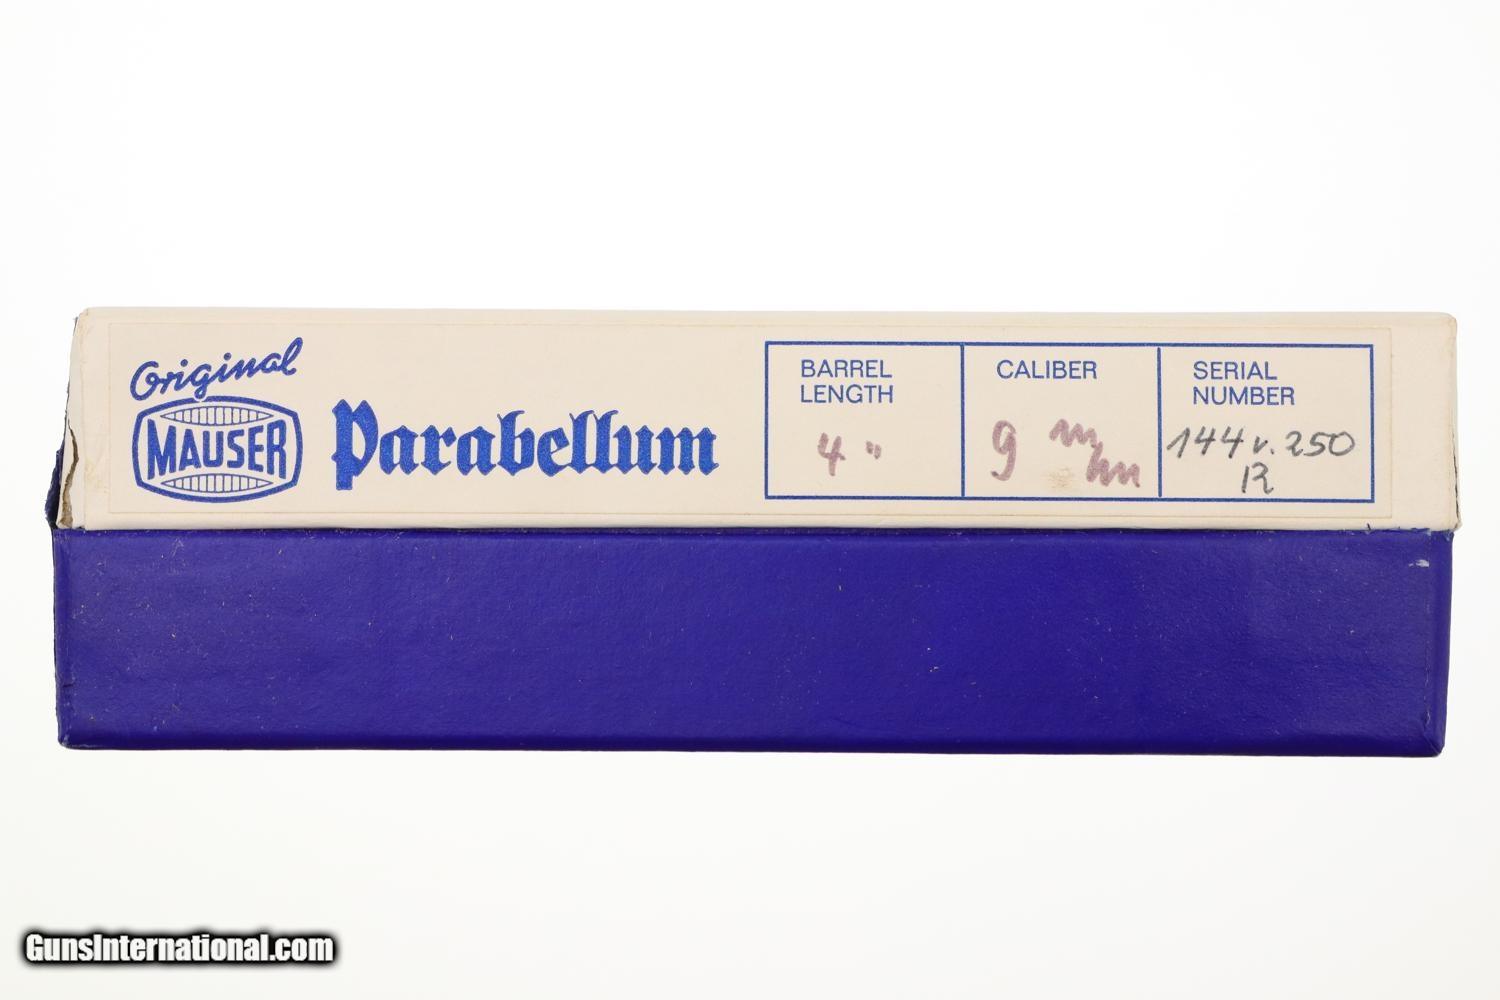 Original
MAUSER
Parabellum
BARREL
LENGTH
4"
CALIBER
9 m/m
SERIAL
NUMBER
144 v. 250
R
GunsInternational.com